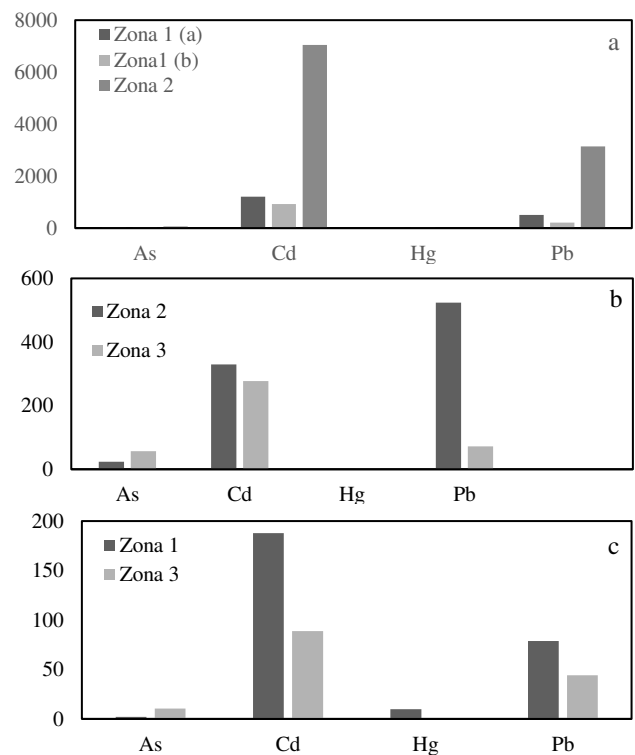 8000
6000
4000
2000
0
Zona 1 (a)
Zona1 (b)
Zona 2
a
As Cd Hg Pb
600
400
200
0
Zona 2
Zona 3
b
As Cd Hg Pb
200
150
100
50
0
Zona 1
Zona 3
c
As Cd Hg Pb